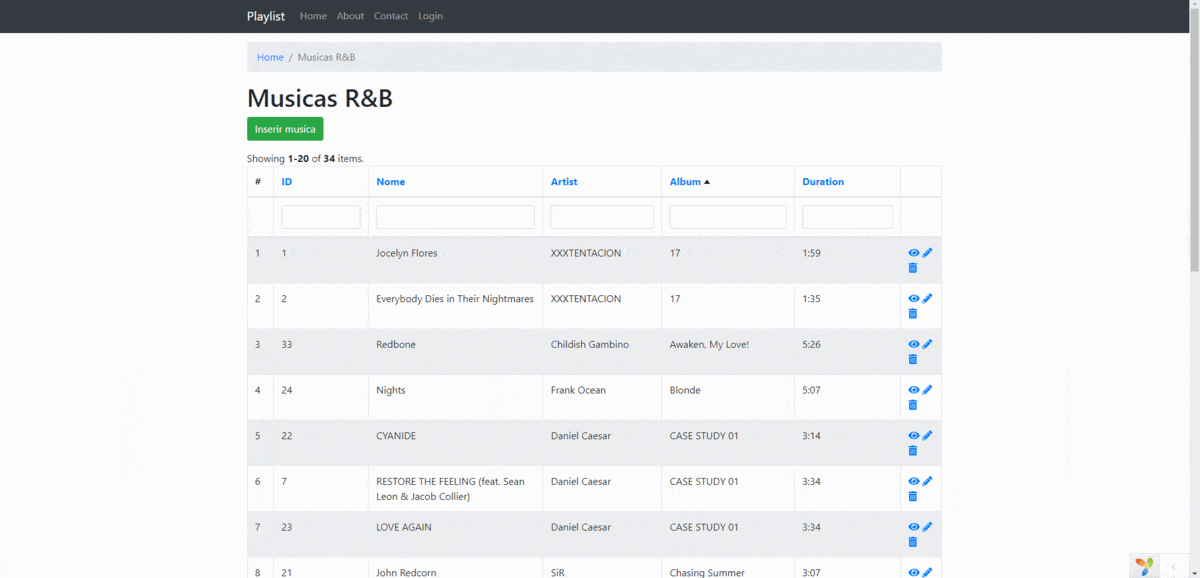 Playlist Home About Contact Login
Home / Musicas R&B
Musicas R&B
Inserir musica
Showing 1-20 of 34 items.
# ID Nome Artist Album Duration
1 1 Jocelyn Flores XXXTENTACION 17 1:59
2 2 Everybody Dies in Their Nightmares XXXTENTACION 17 1:35
3 33 Redbone Childish Gambino Awaken, My Love! 5:26
4 24 Nights Frank Ocean Blonde 5:07
5 22 CYANIDE Daniel Caesar CASE STUDY 01 3:14
6 7 RESTORE THE FEELING (feat. Sean Daniel Caesar CASE STUDY 01 3:34
Leon & Jacob Collier)
7 23 LOVE AGAIN Daniel Caesar CASE STUDY 01 3:34
8 21 John Redcorn SiR Chasing Summer 3:07